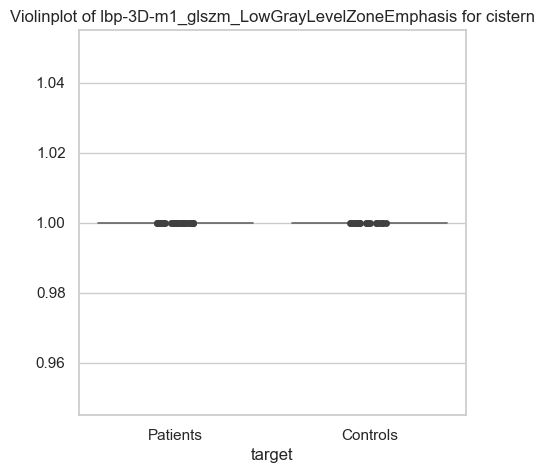 Violinplot of lbp-3D-m1_glszm_LowGrayLevelZoneEmphasis for cistern
1.04
1.02
1.00
0.98
0.96
Patients Controls
target